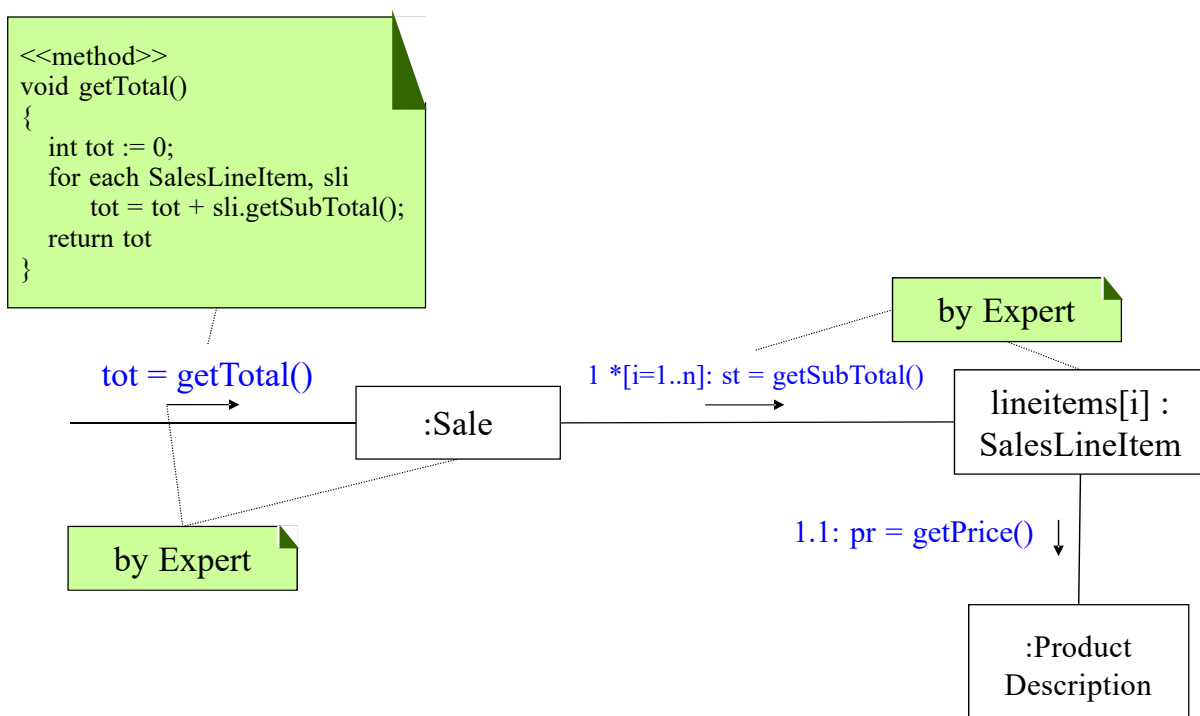 <<method>>
void getTotal()
{
int tot := 0;
for each SalesLineItem, sli
tot = tot + sli.getSubTotal();
return tot
}
by Expert
tot = getTotal()
1 *[i=1..n]: st = getSubTotal()
:Sale
lineitems[i] :
SalesLineItem
by Expert
1.1: pr = getPrice()
:Product
Description